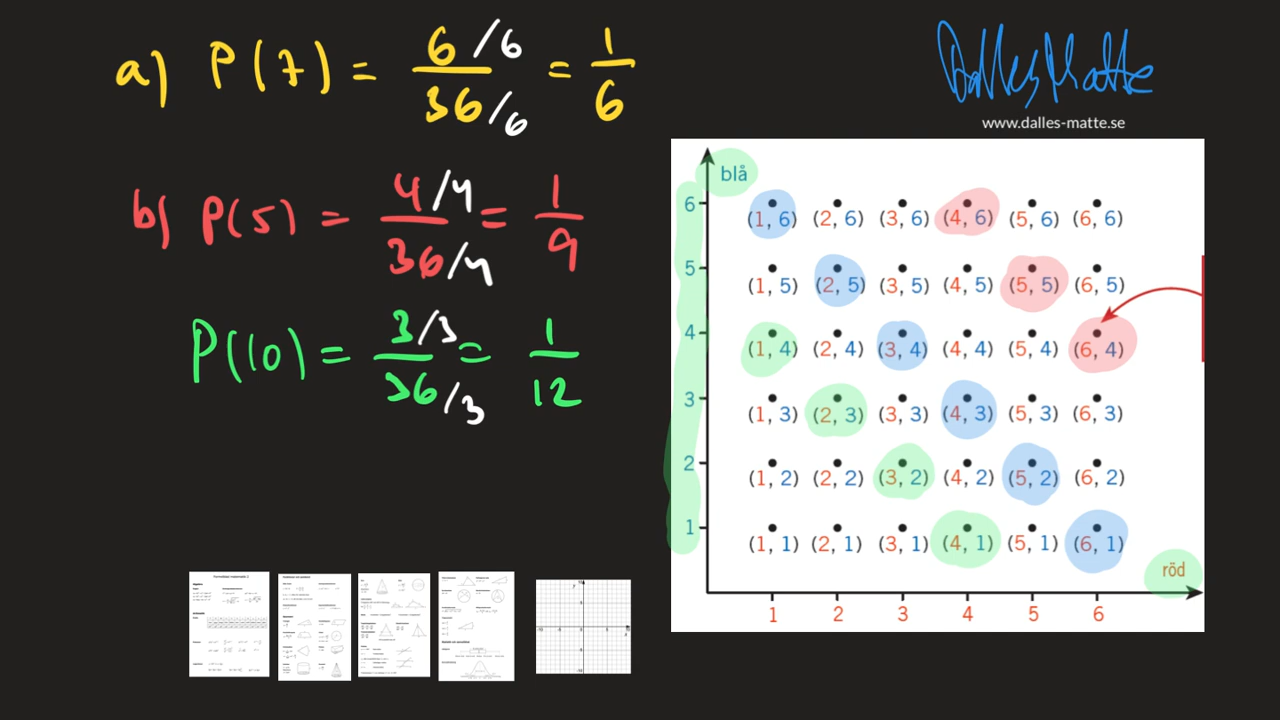 a) P(7) = 6/6 / 36/6 = 1/6
b) P(5) = 4/4 / 36/4 = 1/9
P(10) = 3/3 / 36/3 = 1/12
Dalles Matte
www.dalles-matte.se
blå
6 (1, 6) (2, 6) (3, 6) (4, 6) (5, 6) (6, 6)
5 (1, 5) (2, 5) (3, 5) (4, 5) (5, 5) (6, 5)
4 (1, 4) (2, 4) (3, 4) (4, 4) (5, 4) (6, 4)
3 (1, 3) (2, 3) (3, 3) (4, 3) (5, 3) (6, 3)
2 (1, 2) (2, 2) (3, 2) (4, 2) (5, 2) (6, 2)
1 (1, 1) (2, 1) (3, 1) (4, 1) (5, 1) (6, 1)
röd
1 2 3 4 5 6